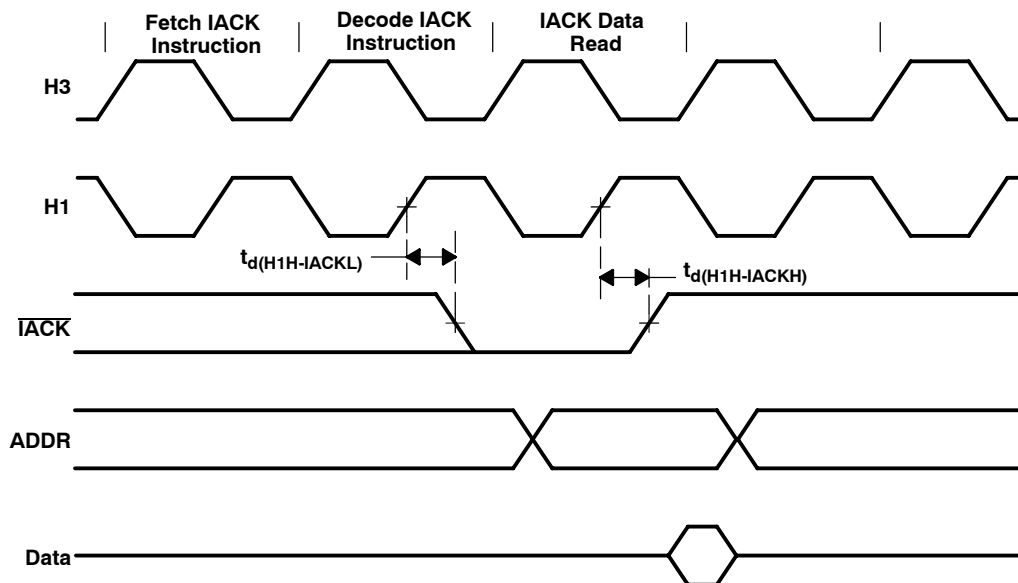 Fetch IACK
Instruction
Decode IACK
Instruction
IACK Data
Read
H3
H1
td(H1H-IACKL)
td(H1H-IACKH)
IACK
ADDR
Data